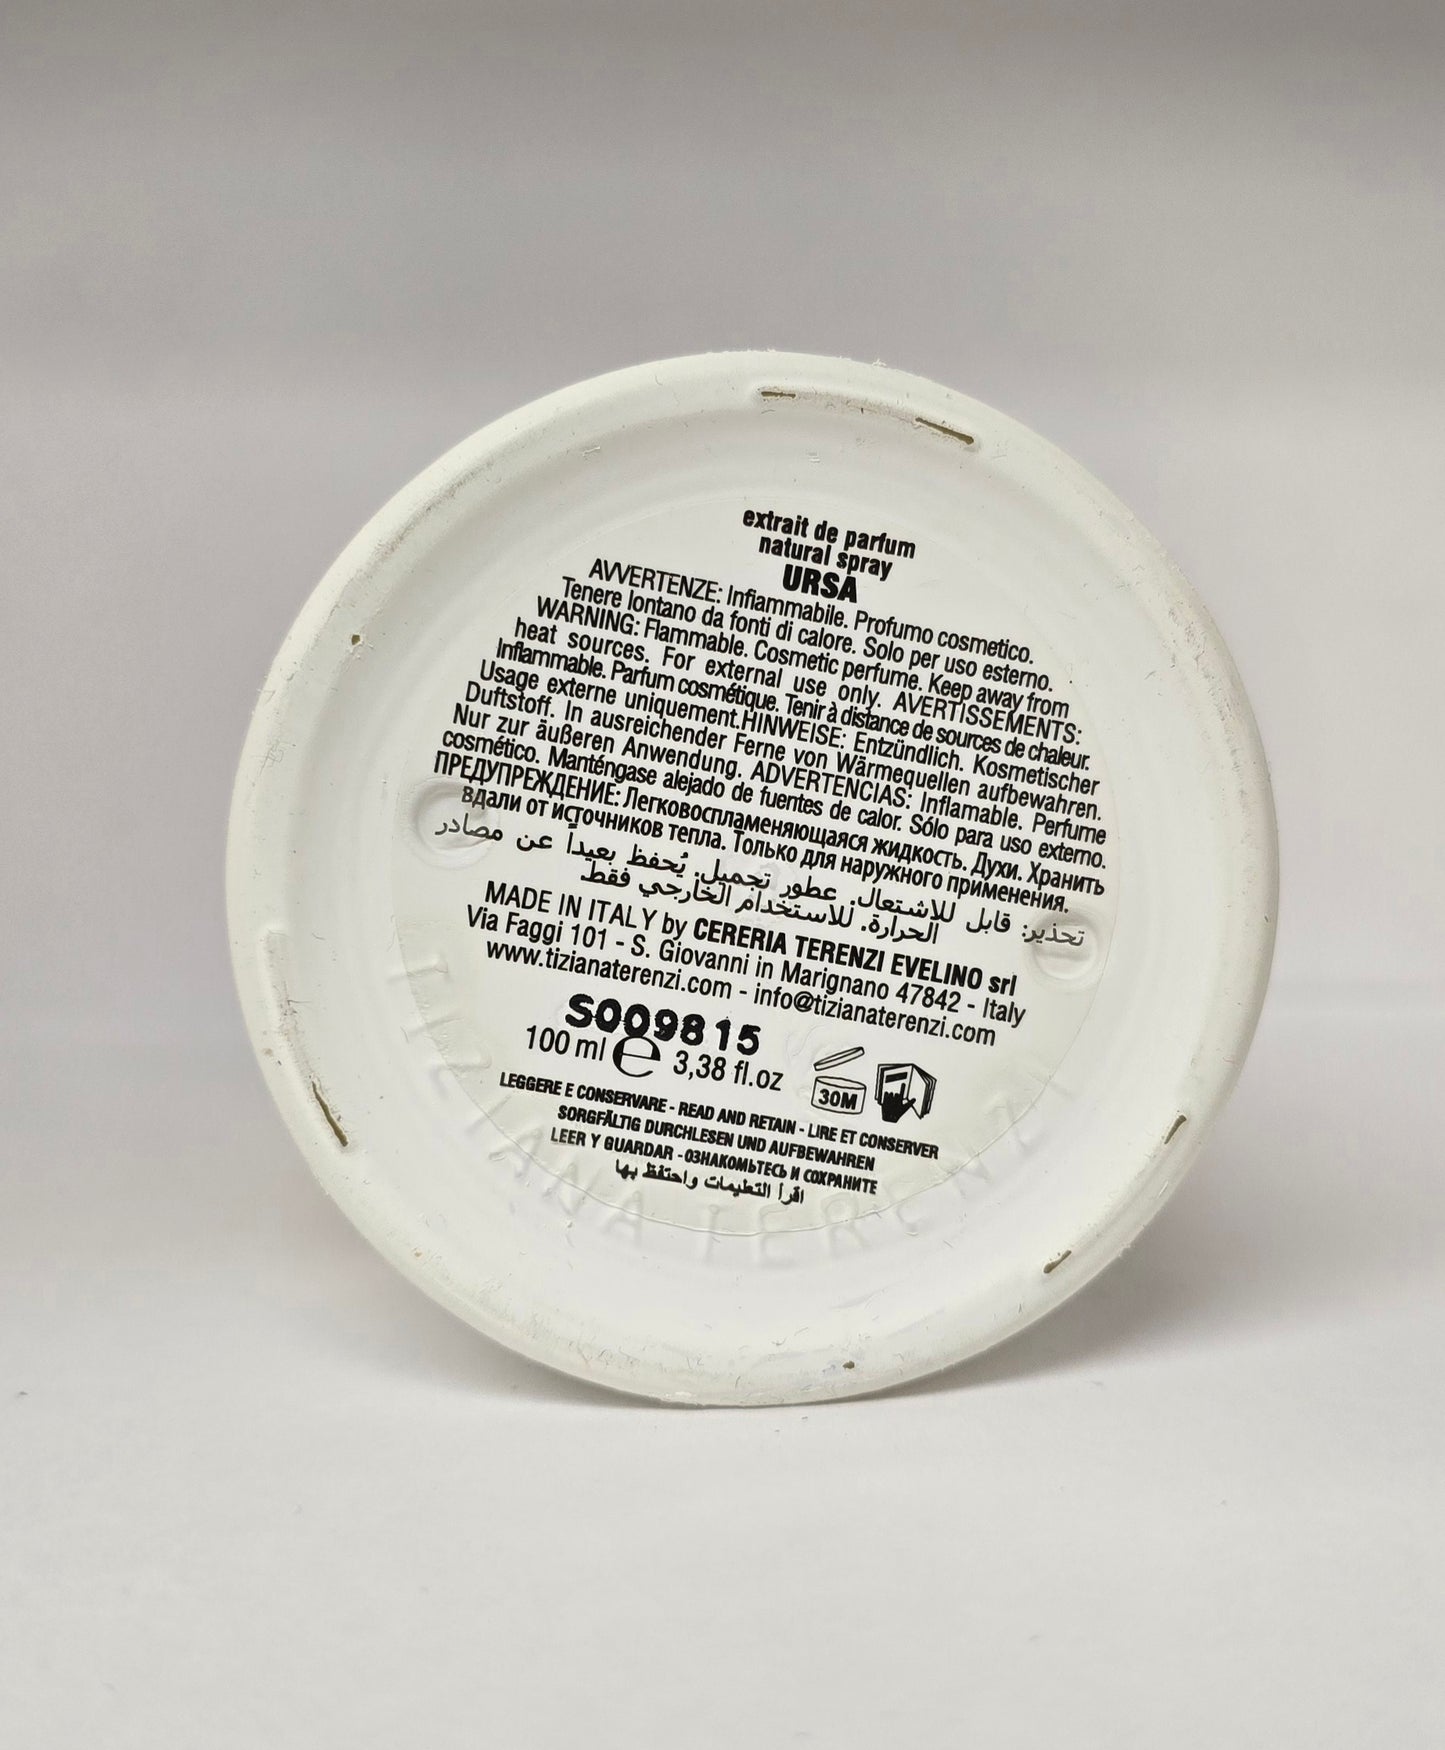 extrait de parfum
natural spray
URSA
AVVERTENZE: Infiammabile. Profumo cosmetico.
Tenere lontano da fonti di calore. Solo per uso esterno.
WARNING: Flammable. Cosmetic perfume. Keep away from
heat sources. For external use only. AVERTISSEMENTS:
Inflammable. Parfum cosmétique. Tenir à distance de sources de chaleur.
Usage externe uniquement.HINWEISE: Entzündlich. Kosmetischer
Duftstoff. In ausreichender Ferne von Wärmequellen aufbewahren.
Nur zur äußeren Anwendung. ADVERTENCIAS: Inflamable. Perfume
cosmético. Manténgase alejado de fuentes de calor. Sólo para uso externo.
ПРЕДУПРЕЖДЕНИЕ: Легковоспламеняющаяся жидкость. Духи. Хранить
вдали от источников тепла. Только для наружного применения.
تحذير: قابل للاشتعال. عطور تجميل. يُحفظ بعيداً عن مصادر
الحرارة. للاستخدام الخارجي فقط
MADE IN ITALY by CERERIA TERENZI EVELINO srl
Via Faggi 101 - S. Giovanni in Marignano 47842 - Italy
www.tizianaterenzi.com - info@tizianaterenzi.com
S009815
100 ml e 3,38 fl.oz
30M
LEGGERE E CONSERVARE - READ AND RETAIN - LIRE ET CONSERVER
SORGFÄLTIG DURCHLESEN UND AUFBEWAHREN
LEER Y GUARDAR - ОЗНАКОМЬТЕСЬ И СОХРАНИТЕ
اقرأ التعليمات واحتفظ بها
TIZIANA TERENZI